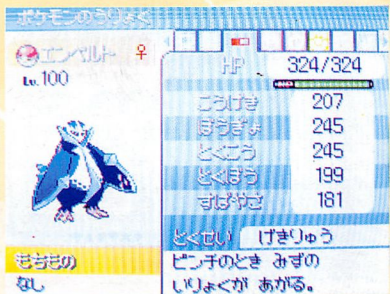 ポケモンのうりょく
エンペルト ♀
Lv.100
HP 324/324
こうげき 207
ぼうぎょ 245
とくこう 245
とくぼう 199
すばやさ 181
とくせい げきりゅう
ピンチのとき みずの
いりょくが あがる。
もちもの
なし